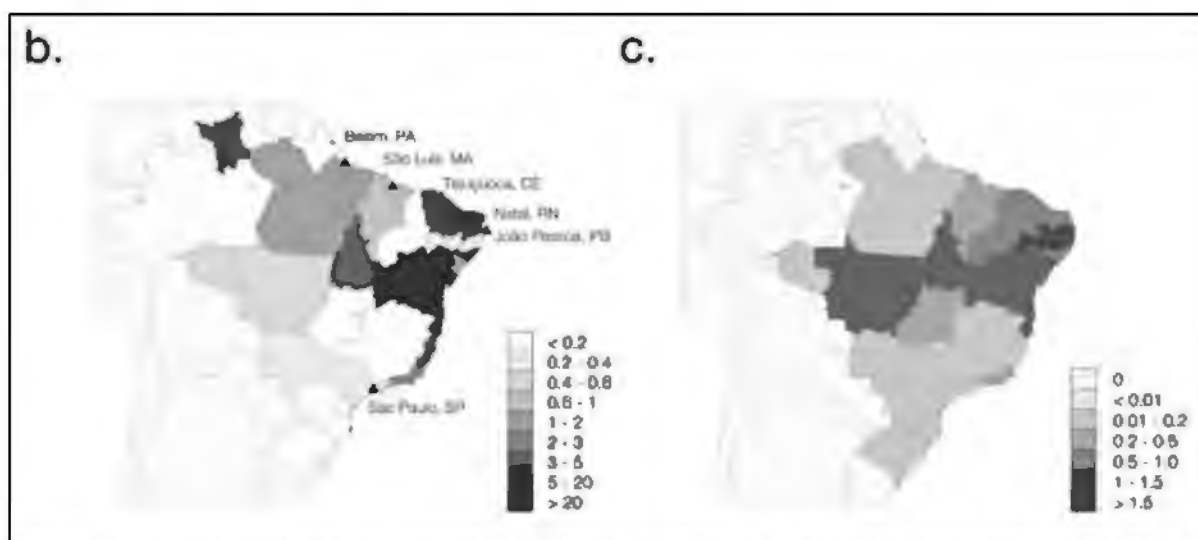 b.
c.
Belem, PA
São Luis, MA
CE
Natal, RN
João Pessoa, PB
São Paulo, SP
< 0.2
0.2 - 0.4
0.4 - 0.6
0.6 - 1
1 - 2
2 - 3
3 - 5
5 - 20
> 20
0
< 0.01
0.01 - 0.2
0.2 - 0.5
0.5 - 1.0
1 - 1.5
> 1.5